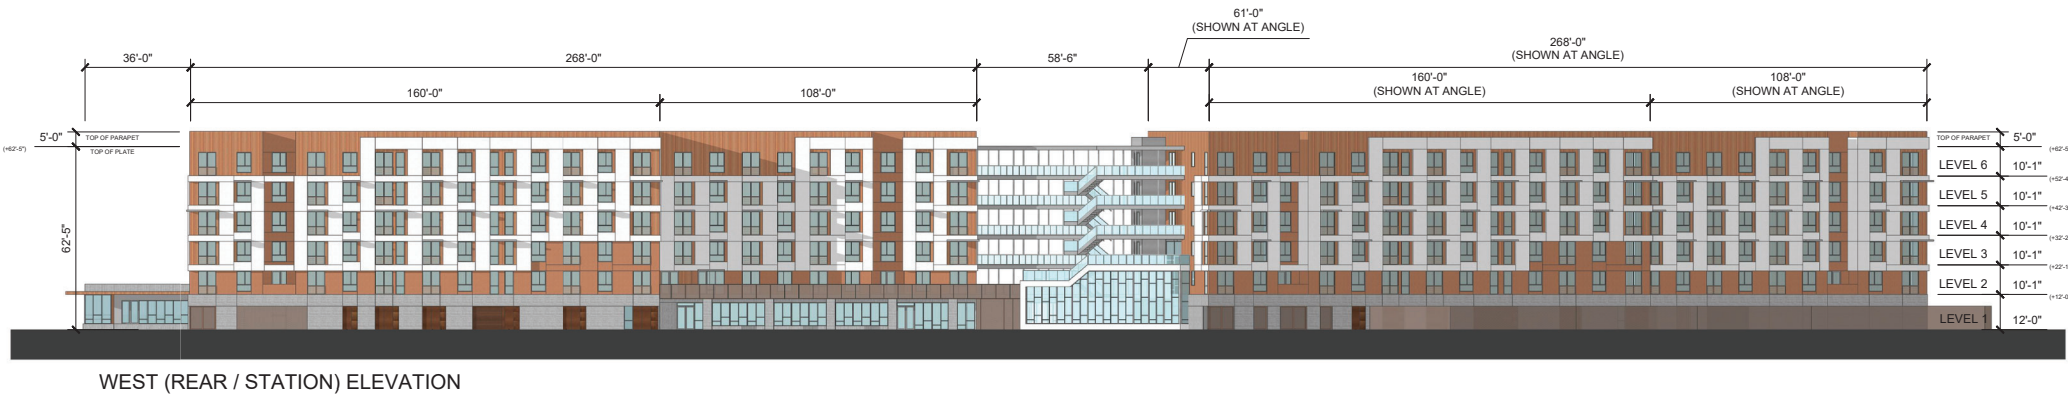 61'-0"
(SHOWN AT ANGLE)
36'-0"
268'-0"
58'-6"
268'-0"
(SHOWN AT ANGLE)
160'-0"
108'-0"
160'-0"
(SHOWN AT ANGLE)
108'-0"
(SHOWN AT ANGLE)
5'-0"
TOP OF PARAPET
(+62'-5")
TOP OF PLATE
62'-5"
TOP OF PARAPET
5'-0"
LEVEL 6
10'-1"
LEVEL 5
10'-1"
LEVEL 4
10'-1"
LEVEL 3
10'-1"
LEVEL 2
10'-1"
LEVEL 1
12'-0"
WEST (REAR / STATION) ELEVATION